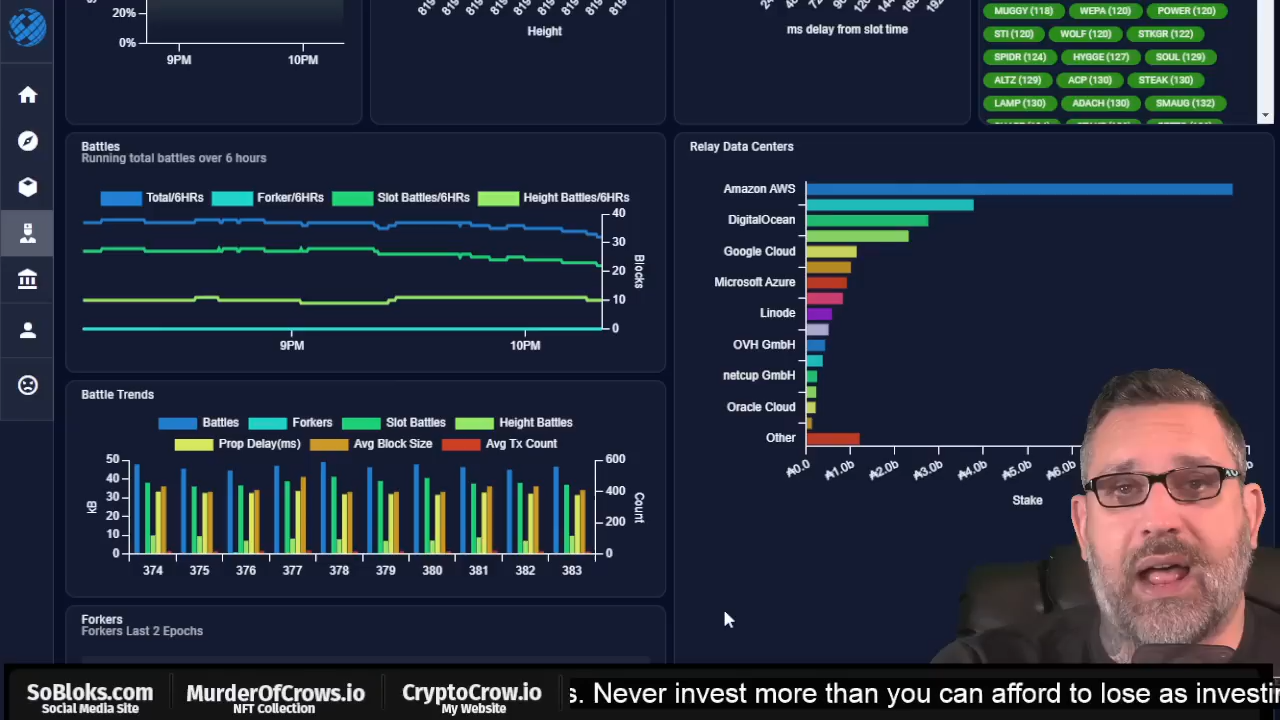 20%
0%
9PM
10PM
Height
ms delay from slot time
MUGGY (118)
WEPA (120)
POWER (120)
STI (120)
WOLF (120)
STKGR (122)
SPIDR (124)
HYGGE (127)
SOUL (129)
ALTZ (129)
ACP (130)
STEAK (130)
LAMP (130)
ADACH (130)
SMAUG (132)
Battles
Running total battles over 6 hours
Total/6HRs
Forker/6HRs
Slot Battles/6HRs
Height Battles/6HRs
40
30
20
10
0
Blocks
9PM
10PM
Relay Data Centers
Amazon AWS
DigitalOcean
Google Cloud
Microsoft Azure
Linode
OVH GmbH
netcup GmbH
Oracle Cloud
Other
₳0.0
₳1.0b
₳2.0b
₳3.0b
₳4.0b
₳5.0b
Stake
Battle Trends
Battles
Forkers
Slot Battles
Height Battles
Prop Delay(ms)
Avg Block Size
Avg Tx Count
50
40
30
20
10
0
kB
600
400
200
0
Count
374
375
376
377
378
379
380
381
382
383
Forkers
Forkers Last 2 Epochs
SoBloks.com
Social Media Site
MurderOfCrows.io
NFT Collection
CryptoCrow.io
My Website
s. Never invest more than you can afford to lose as investi